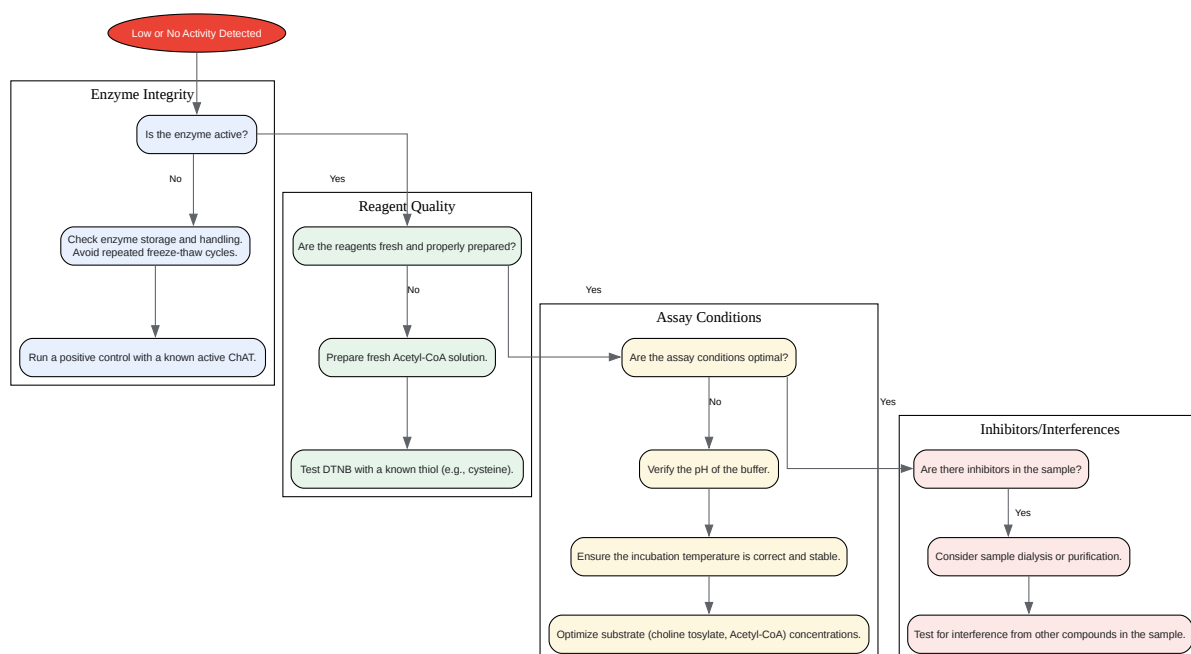 Low or No Activity Detected
Enzyme Integrity
Is the enzyme active?
No
Yes
Check enzyme storage and handling.
Avoid repeated freeze-thaw cycles.
Run a positive control with a known active ChAT.
Reagent Quality
Are the reagents fresh and properly prepared?
No
Yes
Prepare fresh Acetyl-CoA solution.
Test DTNB with a known thiol (e.g., cysteine).
Assay Conditions
Are the assay conditions optimal?
No
Yes
Verify the pH of the buffer.
Ensure the incubation temperature is correct and stable.
Optimize substrate (choline tosylate, Acetyl-CoA) concentrations.
Inhibitors/Interferences
Are there inhibitors in the sample?
Yes
Consider sample dialysis or purification.
Test for interference from other compounds in the sample.